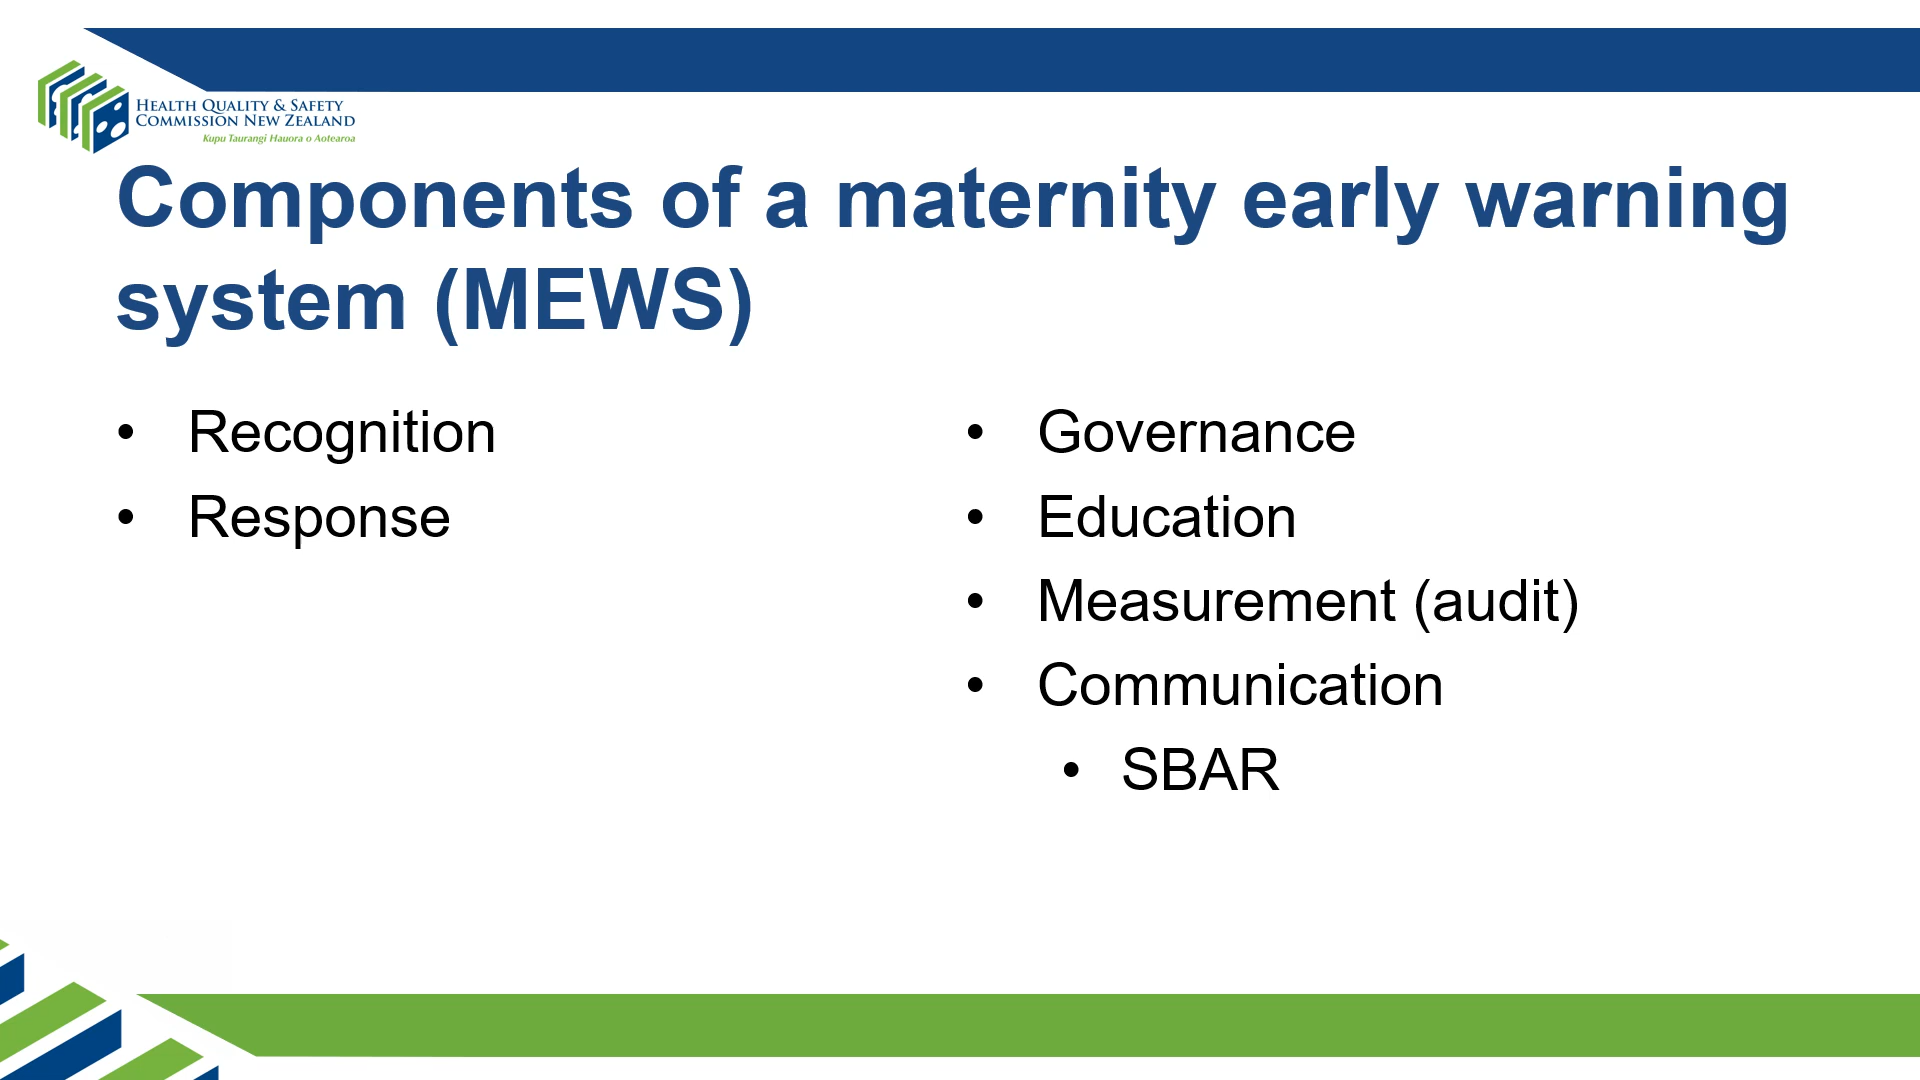 Health Quality & Safety
Commission New Zealand
Kupu Taurangi Hauora o Aotearoa
Components of a maternity early warning
system (MEWS)
• Recognition
• Response
• Governance
• Education
• Measurement (audit)
• Communication
• SBAR